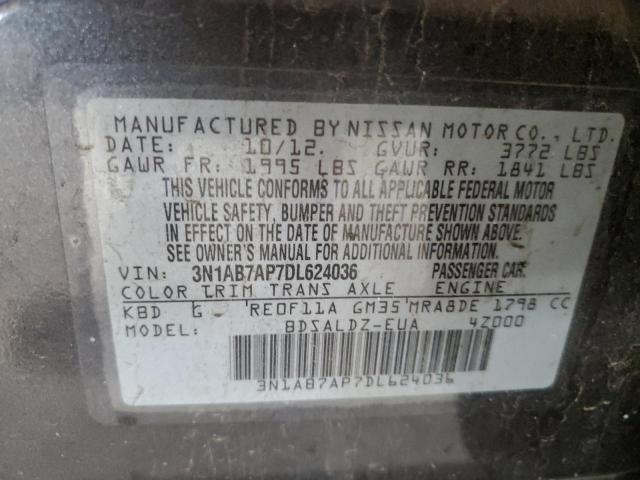 MANUFACTURED BY NISSAN MOTOR CO., LTD.
DATE: 10/12. GVWR: 3772 LBS
GAWR FR: 1995 LBS GAWR RR: 1841 LBS
THIS VEHICLE CONFORMS TO ALL APPLICABLE FEDERAL MOTOR
VEHICLE SAFETY, BUMPER AND THEFT PREVENTION STANDARDS
IN EFFECT ON THE DATE OF MANUFACTURE SHOWN ABOVE.
SEE OWNER'S MANUAL FOR ADDITIONAL INFORMATION.
VIN: 3N1AB7AP7DL624036 PASSENGER CAR.
COLOR TRIM TRANS AXLE ENGINE
KBD G RE0F11A GM35 MRA8DE 1798 CC
MODEL: BDSALDZ-EUA 4Z000
3N1AB7AP7DL624036